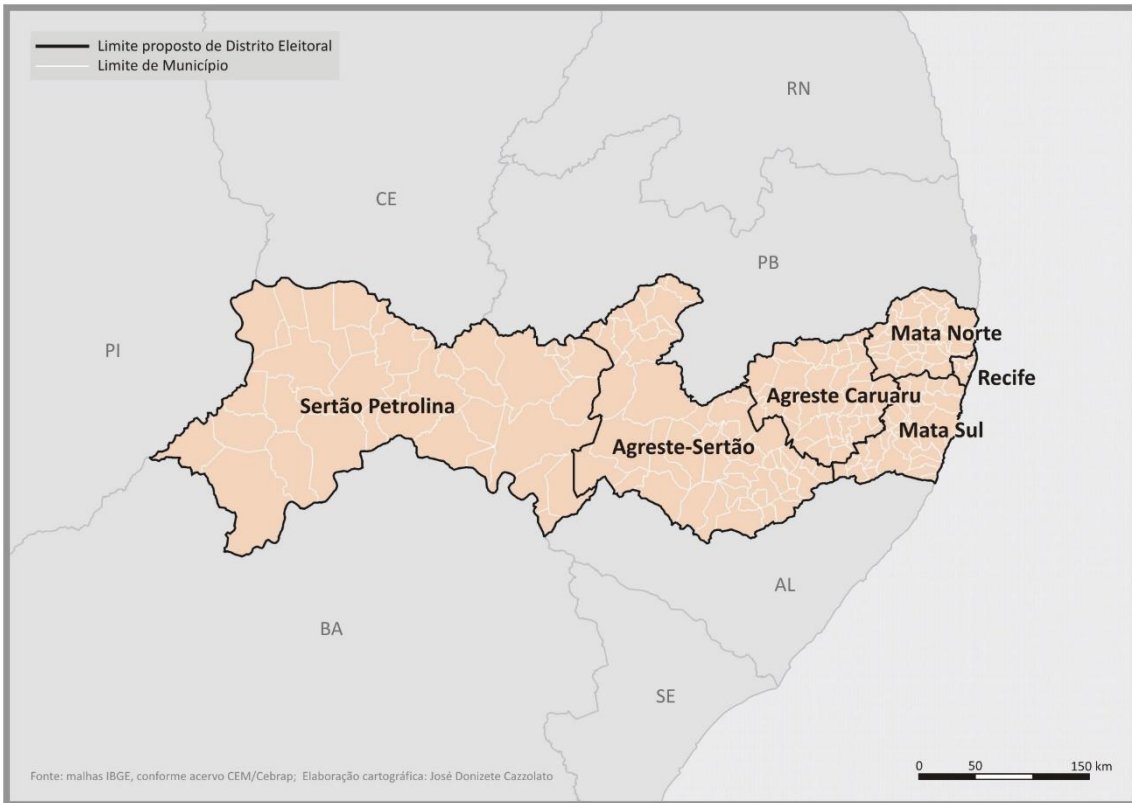 Limite proposto de Distrito Eleitoral
Limite de Município
RN
CE
PB
PI
Mata Norte
Recife
Sertão Petrolina
Agreste Caruaru
Mata Sul
Agreste-Sertão
AL
BA
SE
Fonte: malhas IBGE, conforme acervo CEM/Cebrap; Elaboração cartográfica: José Donizete Cazzolato
0 50 150 km